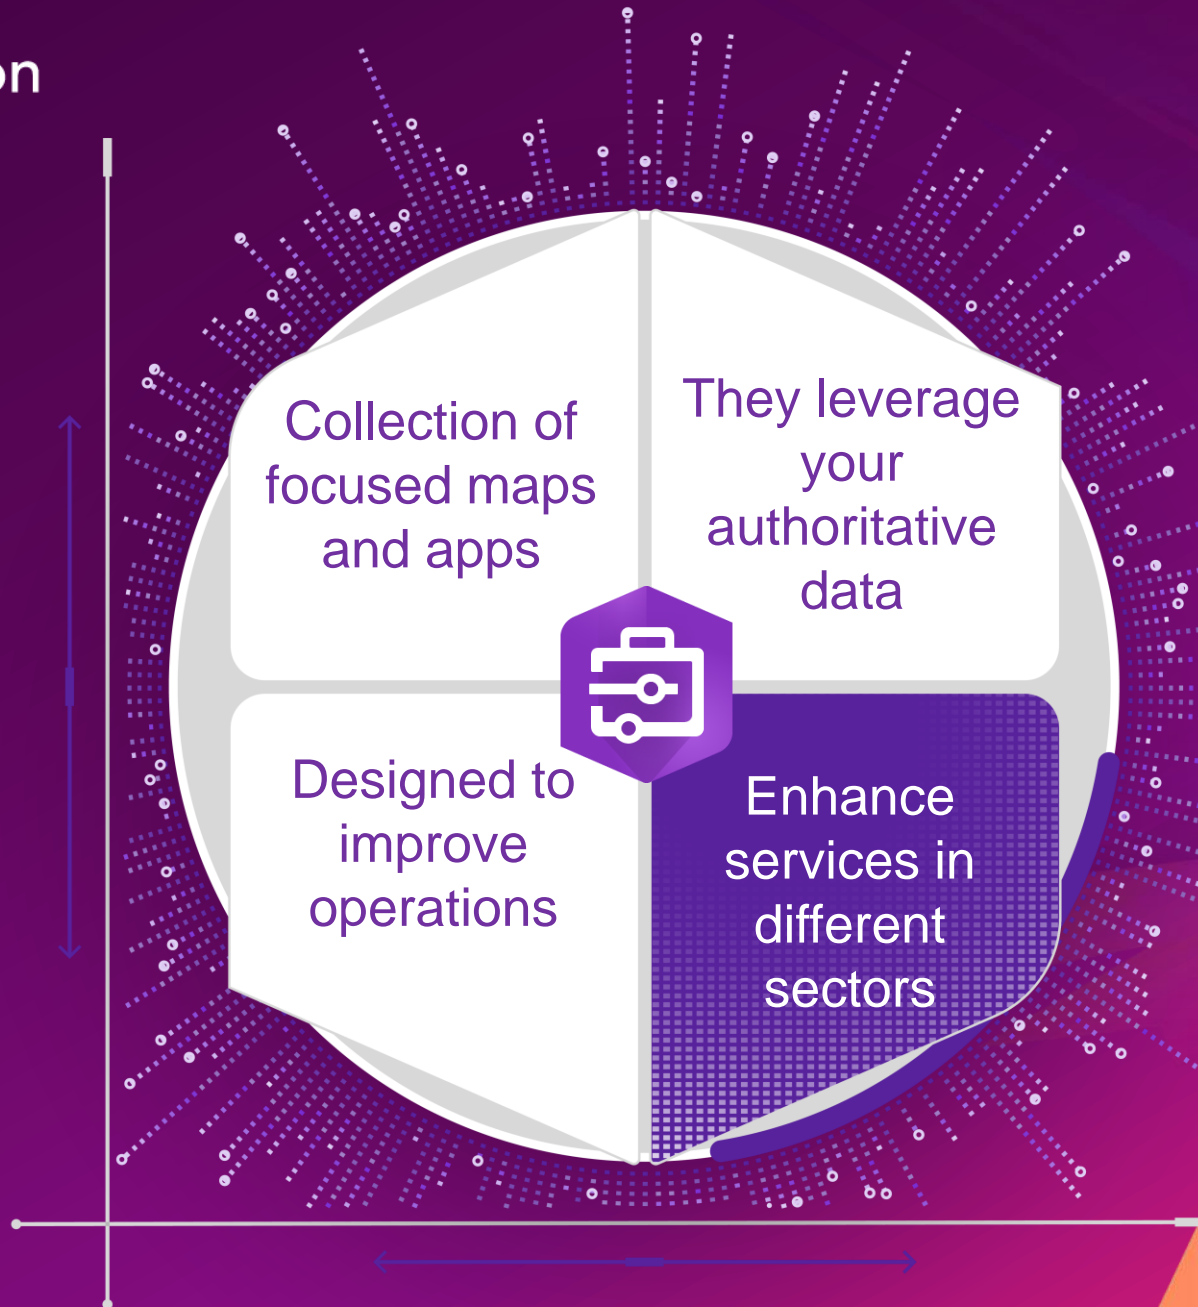 on
Collection of
focused maps
and apps
They leverage
your
authoritative
data
Designed to
improve
operations
Enhance
services in
different
sectors